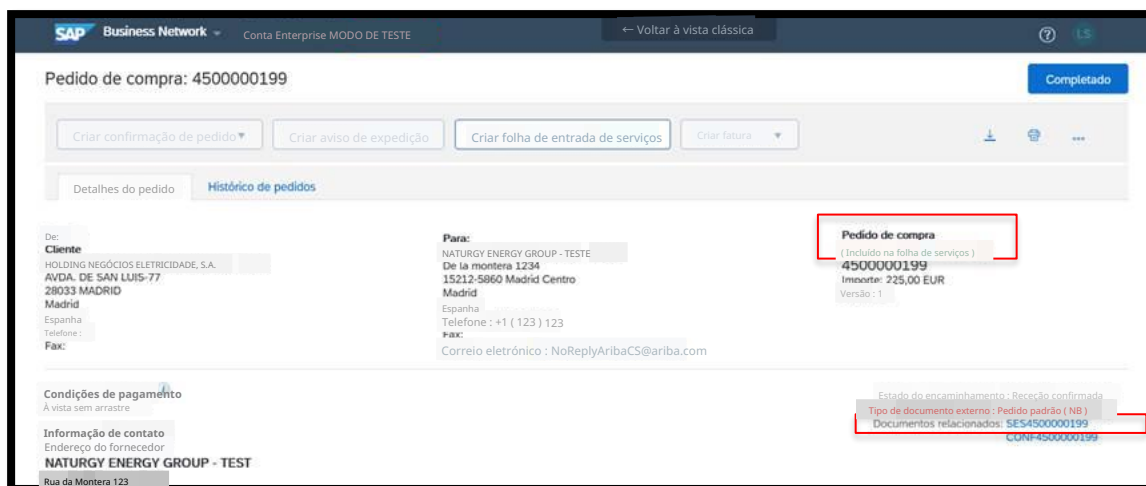 SAP Business Network Conta Enterprise MODO DE TESTE ← Voltar à vista clássica ? LS
Pedido de compra: 4500000199 Completado
Criar confirmação de pedido Criar aviso de expedição Criar folha de entrada de serviços Criar fatura
Detalhes do pedido Histórico de pedidos
De:
Cliente
HOLDING NEGÓCIOS ELETRICIDADE, S.A.
AVDA. DE SAN LUIS-77
28033 MADRID
Madrid
Espanha
Telefone :
Fax:
Para:
NATURGY ENERGY GROUP - TESTE
De la montera 1234
15212-5860 Madrid Centro
Madrid
Espanha
Telefone : +1 ( 123 ) 123
Fax:
Correio eletrónico : NoReplyAribaCS@ariba.com
Pedido de compra
( Incluído na folha de serviços )
4500000199
Importe: 225,00 EUR
Versão : 1
Condições de pagamento
À vista sem arrastre
Informação de contato
Endereço do fornecedor
NATURGY ENERGY GROUP - TEST
Rua da Montera 123
Estado do encaminhamento : Receção confirmada
Tipo de documento externo : Pedido padrão ( NB )
Documentos relacionados: SES4500000199
CONF4500000199